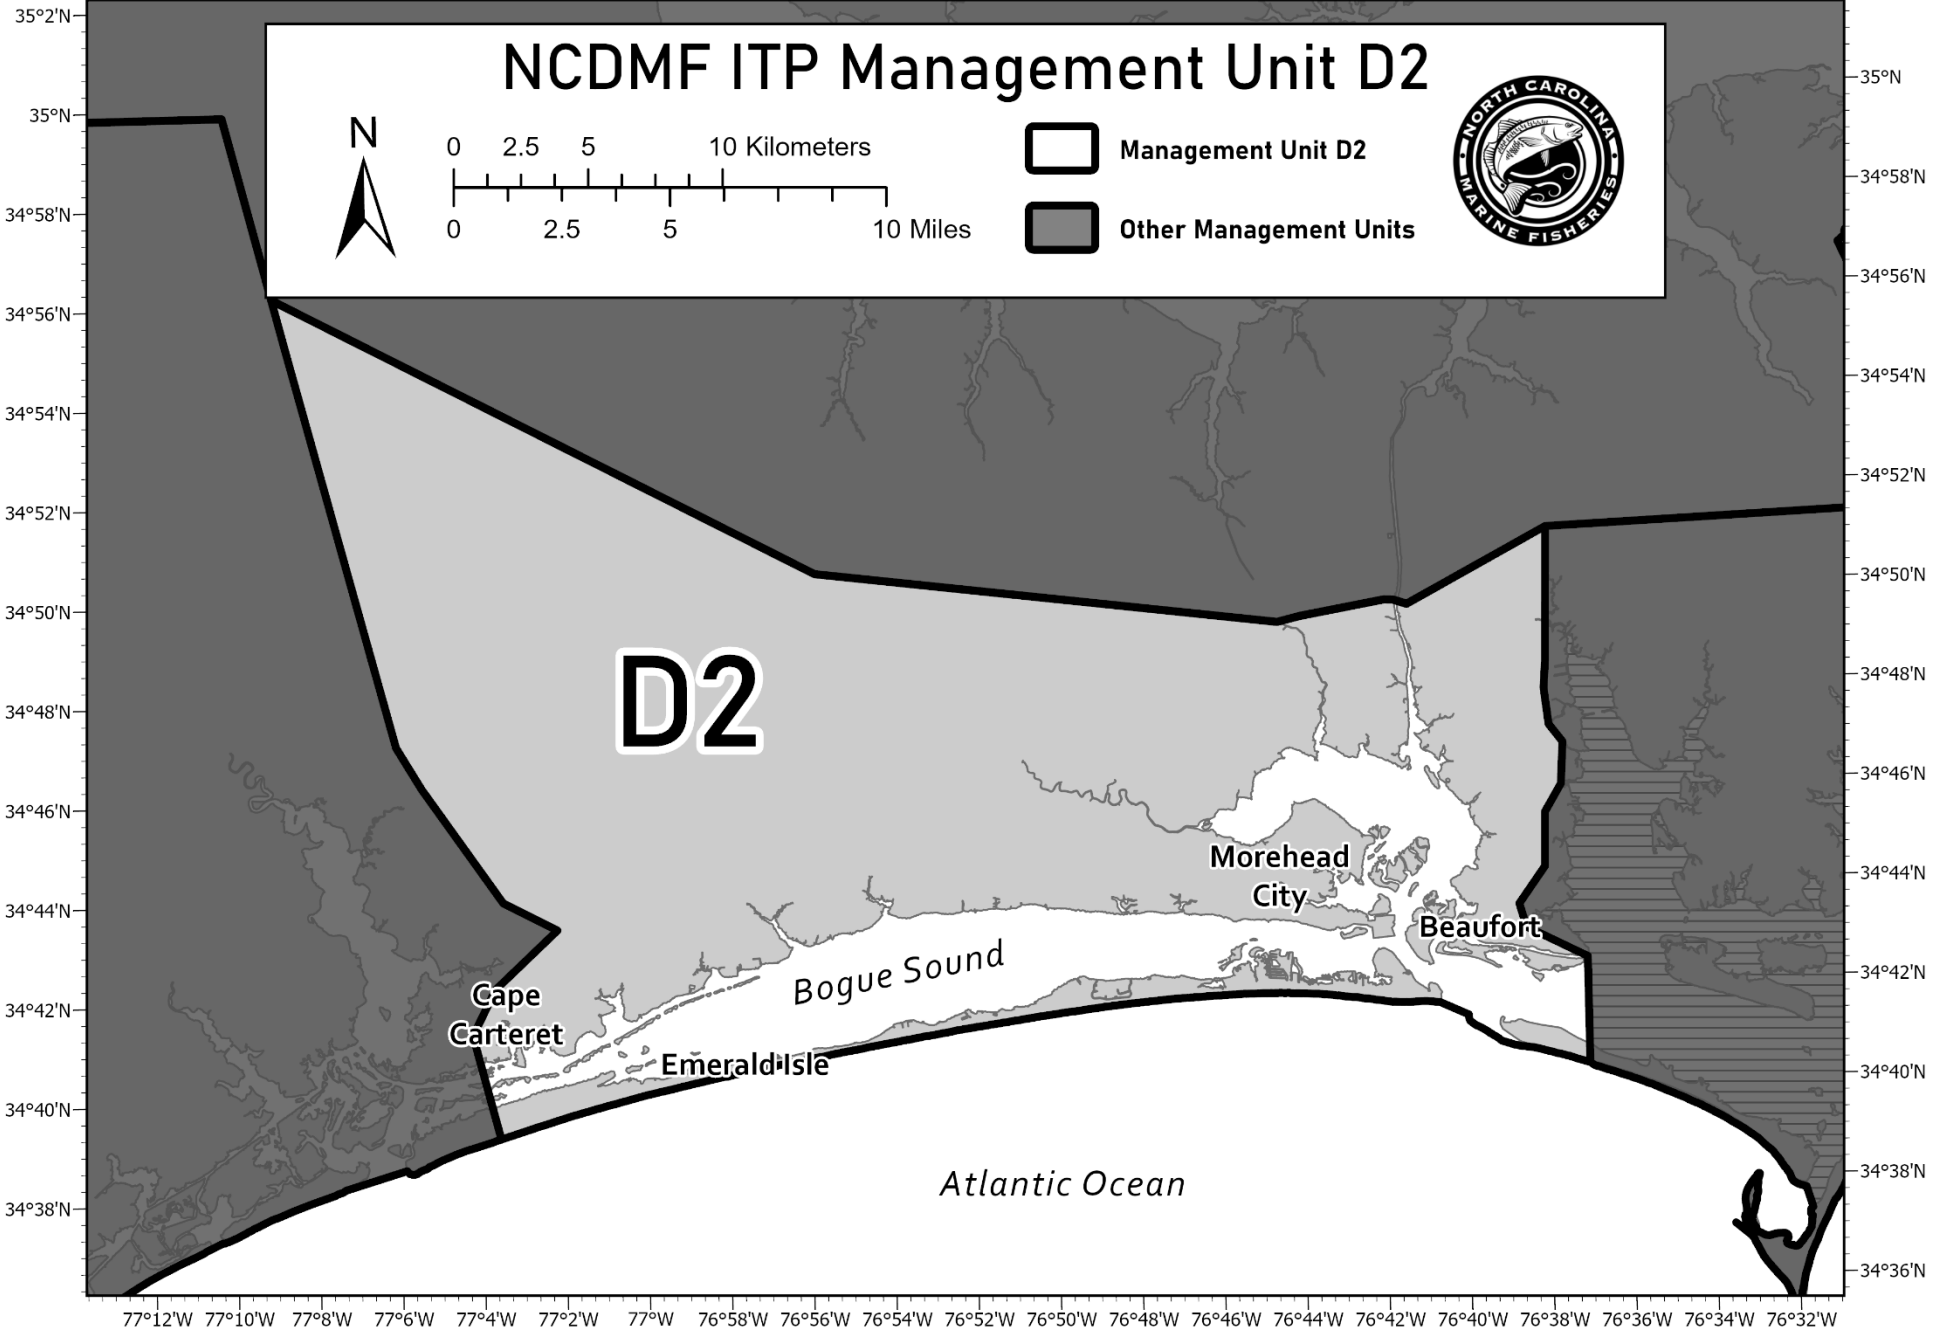 NCDMF ITP Management Unit D2
N
0 2.5 5 10 Kilometers
0 2.5 5 10 Miles
Management Unit D2
Other Management Units
NORTH CAROLINA
MARINE FISHERIES
35°2'N
35°N
34°58'N
34°56'N
34°54'N
34°52'N
34°50'N
34°48'N
34°46'N
34°44'N
34°42'N
34°40'N
34°38'N
35°N
34°58'N
34°56'N
34°54'N
34°52'N
34°50'N
34°48'N
34°46'N
34°44'N
34°42'N
34°40'N
34°38'N
34°36'N
D2
Morehead
City
Beaufort
Bogue Sound
Cape
Carteret
Emerald Isle
Atlantic Ocean
77°12'W 77°10'W 77°8'W 77°6'W 77°4'W 77°2'W 77°W 76°58'W 76°56'W 76°54'W 76°52'W 76°50'W 76°48'W 76°46'W 76°44'W 76°42'W 76°40'W 76°38'W 76°36'W 76°34'W 76°32'W